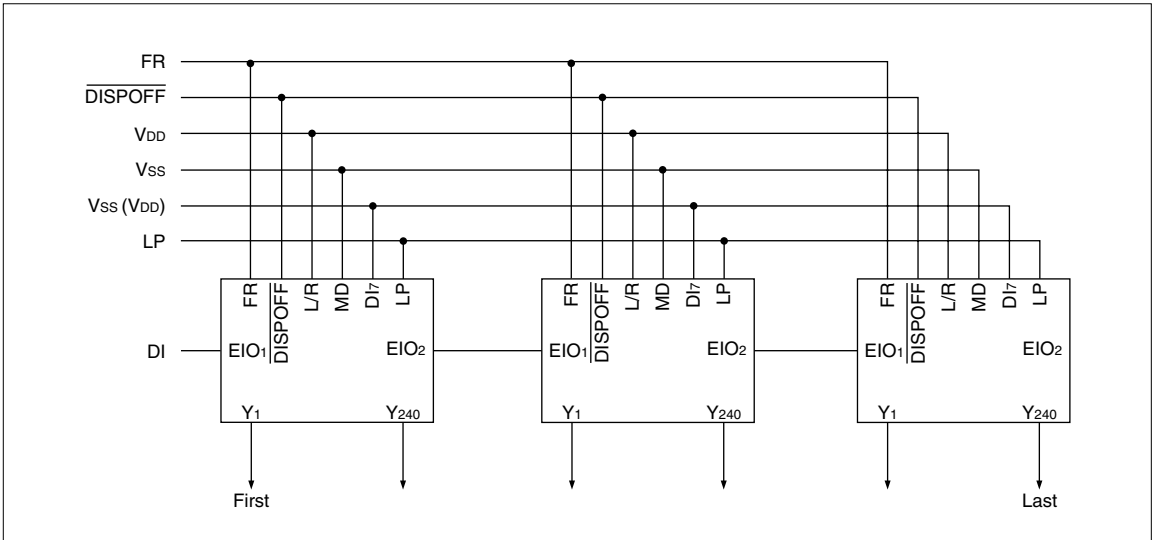 FR
DISPOFF
VDD
VSS
VSS (VDD)
LP
FR DISPOFF L/R MD DI7 LP
FR DISPOFF L/R MD DI7 LP
FR DISPOFF L/R MD DI7 LP
DI
EIO1 EIO2
EIO1 EIO2
EIO1 EIO2
Y1 Y240
Y1 Y240
Y1 Y240
First
Last